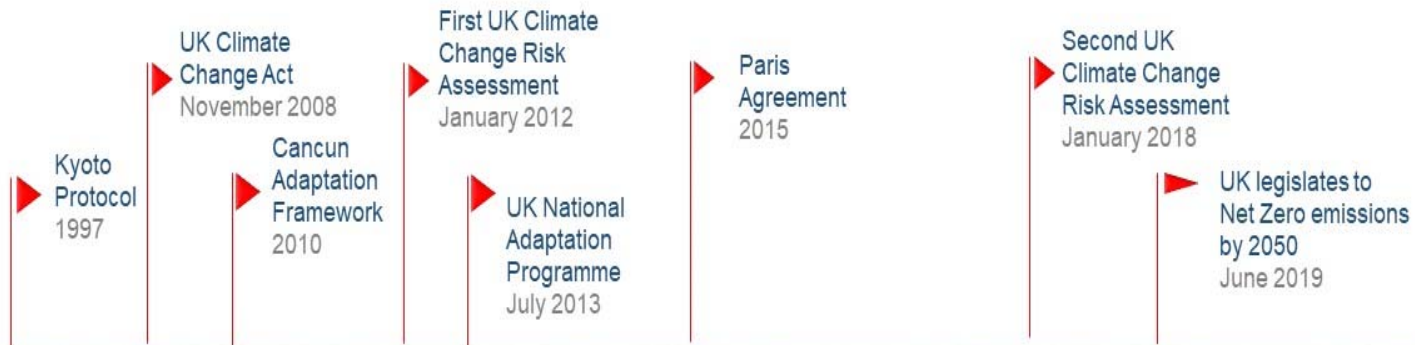 Kyoto
Protocol
1997
UK Climate
Change Act
November 2008
Cancun
Adaptation
Framework
2010
First UK Climate
Change Risk
Assessment
January 2012
UK National
Adaptation
Programme
July 2013
Paris
Agreement
2015
Second UK
Climate Change
Risk Assessment
January 2018
UK legislates to
Net Zero emissions
by 2050
June 2019